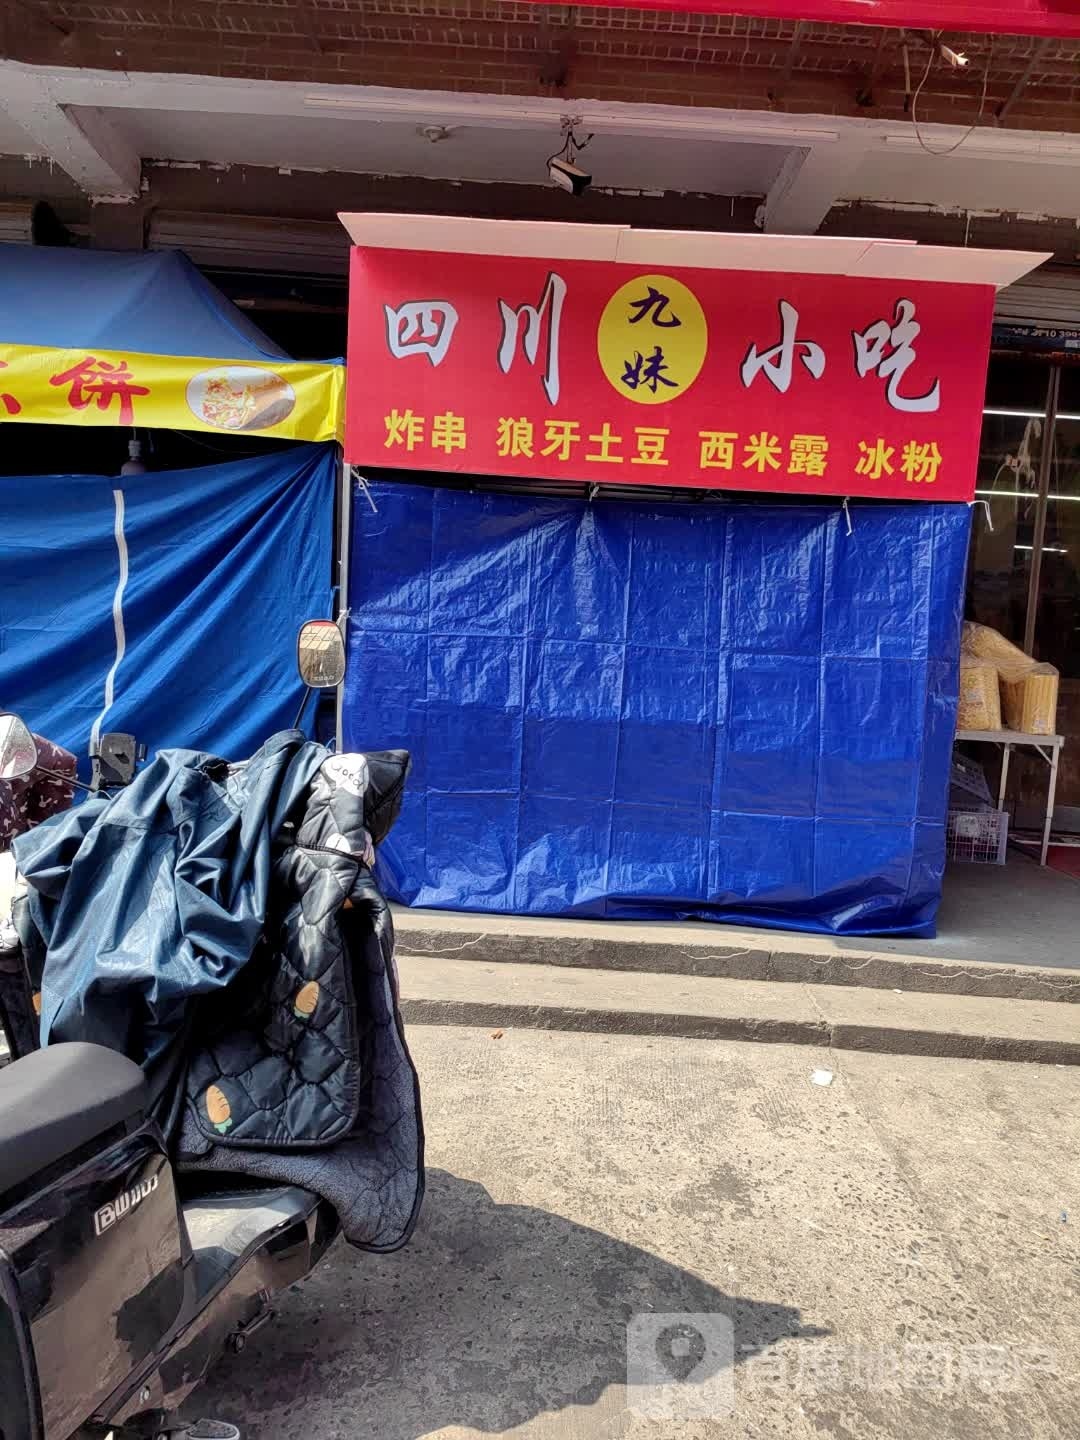 四川九妹小吃
炸串 狼牙土豆 西米露 冰粉
饼